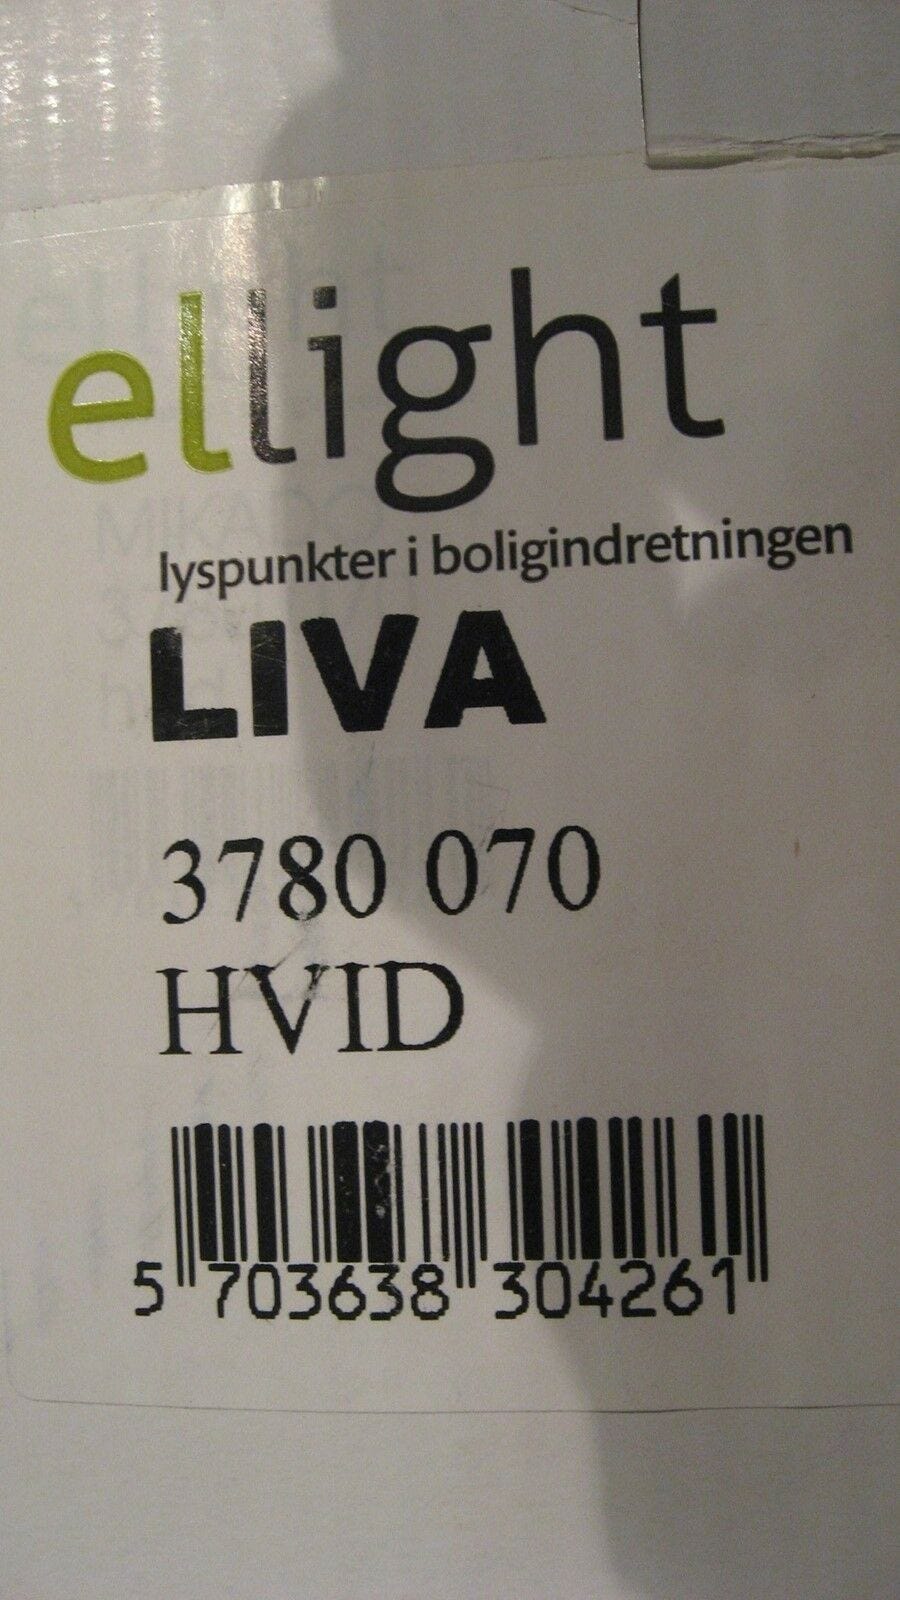 ellight
lyspunkter i boligindretningen
LIVA
3780 070
HVID
5 703638 304261